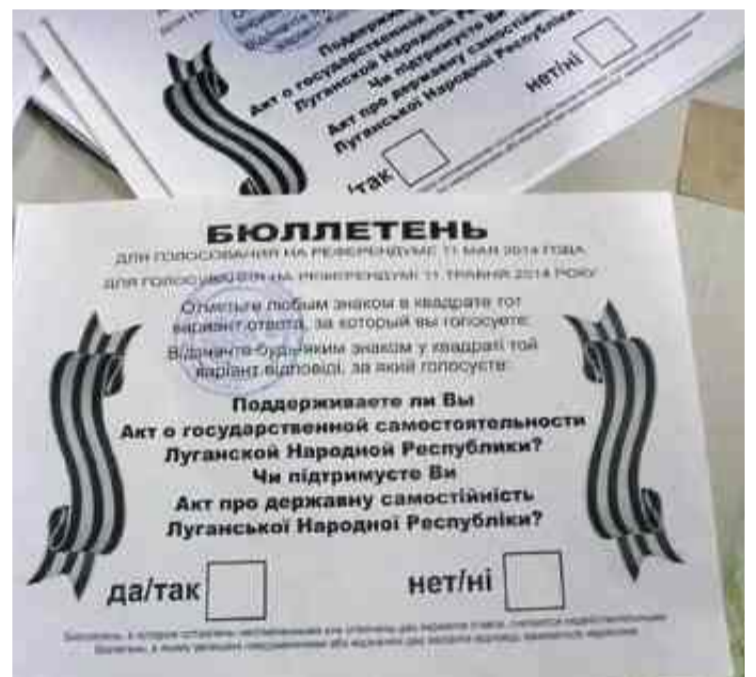 Поддержива
Акт о государственной
Луганской Народной Ре
Чи підтримуєте Ви
Акт про державну самостійн
Луганської Народної Республіки
так
нет/ні
БЮЛЛЕТЕНЬ
ДЛЯ ГОЛОСОВАНИЯ НА РЕФЕРЕНДУМЕ 11 МАЯ 2014 ГОДА
ДЛЯ ГОЛОСУВАННЯ НА РЕФЕРЕНДУМІ 11 ТРАВНЯ 2014 РОКУ
Отметьте любым знаком в квадрате тот
вариант ответа, за который вы голосуете:
Відзначте будь-яким знаком у квадраті той
варіант відповіді, за який голосуєте:
Поддерживаете ли Вы
Акт о государственной самостоятельности
Луганской Народной Республики?
Чи підтримуєте Ви
Акт про державну самостійність
Луганської Народної Республіки?
да/так
нет/ні